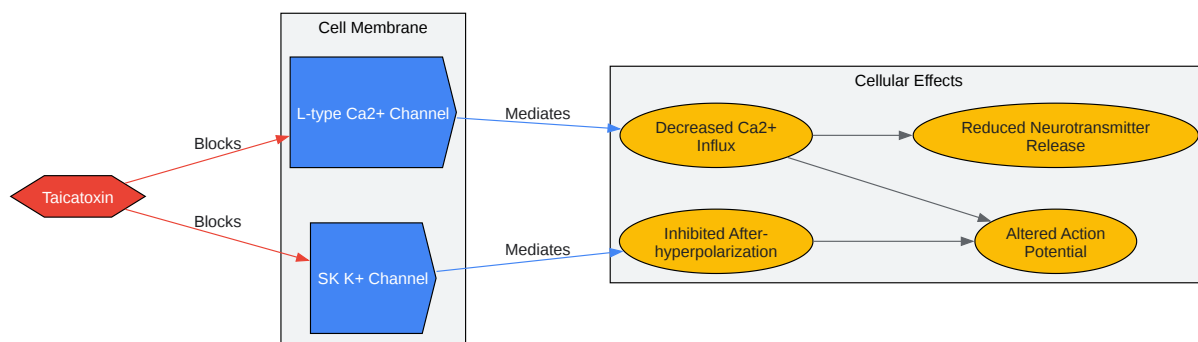 Cell Membrane
L-type Ca2+ Channel
Mediates
Cellular Effects
Decreased Ca2+
Influx
Reduced Neurotransmitter
Release
Blocks
Taicatoxin
Blocks
SK K+ Channel
Mediates
Inhibited After-
hyperpolarization
Altered Action
Potential